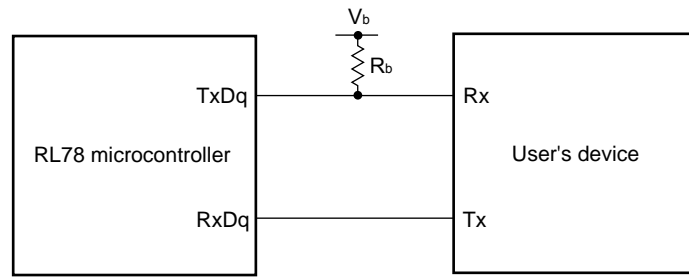 Vb
Rb
TxDq
Rx
RL78 microcontroller
User's device
RxDq
Tx